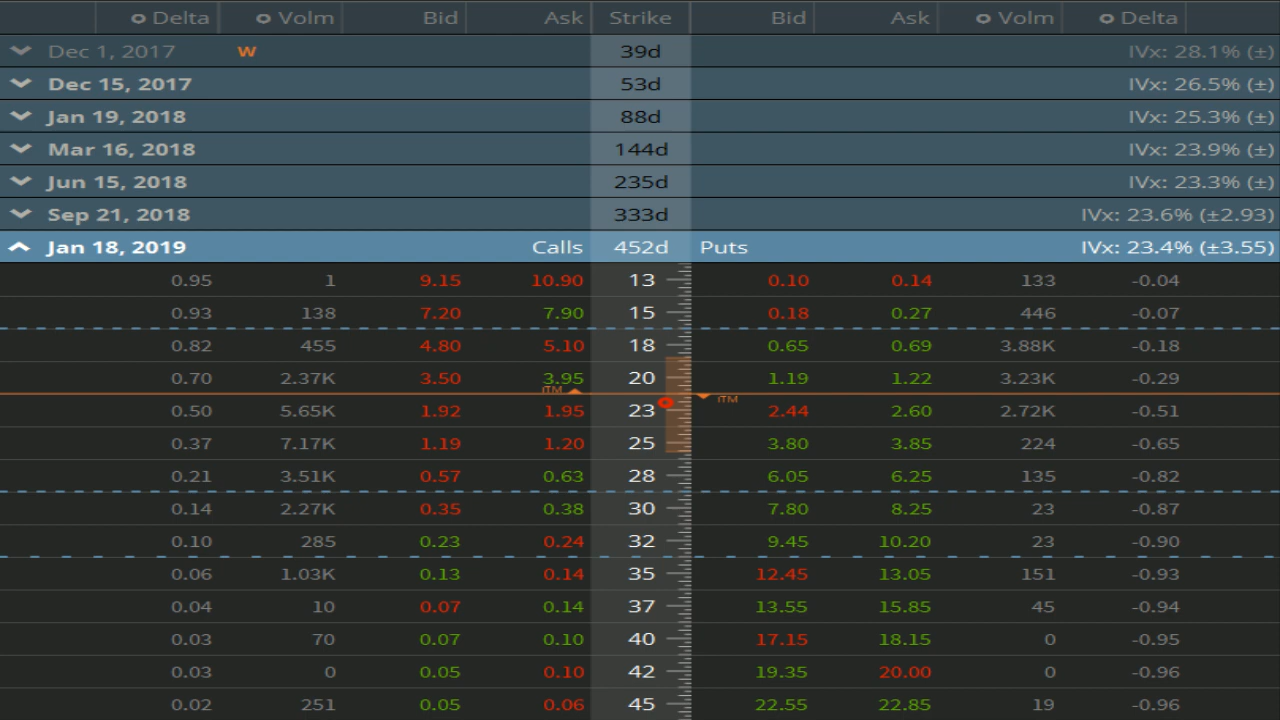 Delta Volm Bid Ask Strike Bid Ask Volm Delta
Dec 1, 2017 W 39d IVx: 28.1% (±)
Dec 15, 2017 53d IVx: 26.5% (±)
Jan 19, 2018 88d IVx: 25.3% (±)
Mar 16, 2018 144d IVx: 23.9% (±)
Jun 15, 2018 235d IVx: 23.3% (±)
Sep 21, 2018 333d IVx: 23.6% (±2.93)
Jan 18, 2019 Calls 452d Puts IVx: 23.4% (±3.55)
0.95 1 9.15 10.90 13 0.10 0.14 133 -0.04
0.93 138 7.20 7.90 15 0.18 0.27 446 -0.07
0.82 455 4.80 5.10 18 0.65 0.69 3.88K -0.18
0.70 2.37K 3.50 3.95 20 1.19 1.22 3.23K -0.29
ITM ITM
0.50 5.65K 1.92 1.95 23 2.44 2.60 2.72K -0.51
0.37 7.17K 1.19 1.20 25 3.80 3.85 224 -0.65
0.21 3.51K 0.57 0.63 28 6.05 6.25 135 -0.82
0.14 2.27K 0.35 0.38 30 7.80 8.25 23 -0.87
0.10 285 0.23 0.24 32 9.45 10.20 23 -0.90
0.06 1.03K 0.13 0.14 35 12.45 13.05 151 -0.93
0.04 10 0.07 0.14 37 13.55 15.85 45 -0.94
0.03 70 0.07 0.10 40 17.15 18.15 0 -0.95
0.03 0 0.05 0.10 42 19.35 20.00 0 -0.96
0.02 251 0.05 0.06 45 22.55 22.85 19 -0.96